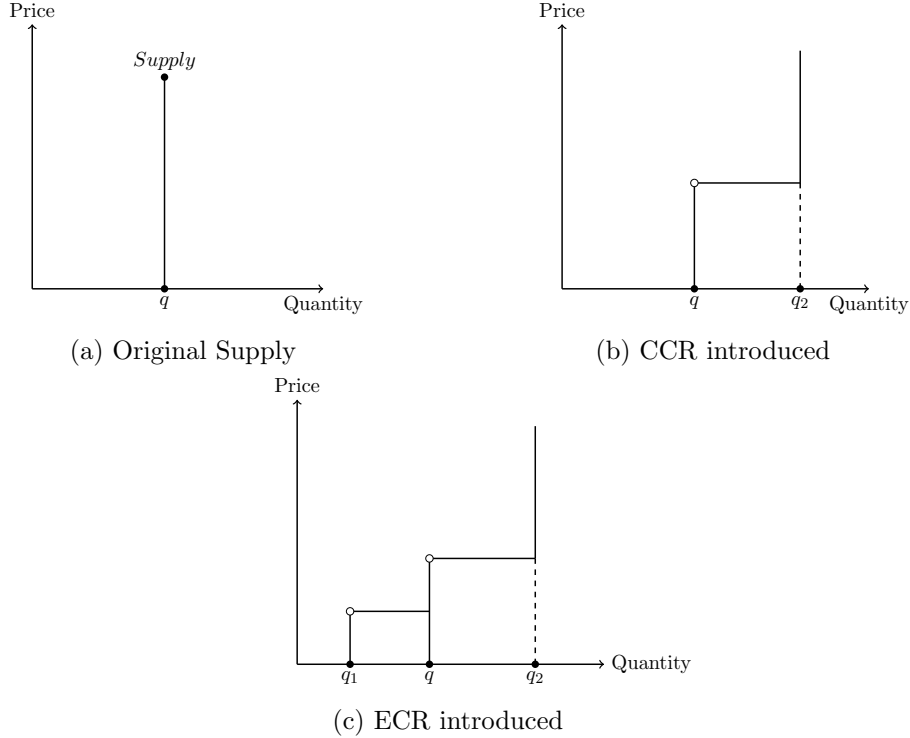 Price
Supply
q
Quantity
(a) Original Supply
Price
q
q₂
Quantity
(b) CCR introduced
Price
q₁
q
q₂
Quantity
(c) ECR introduced